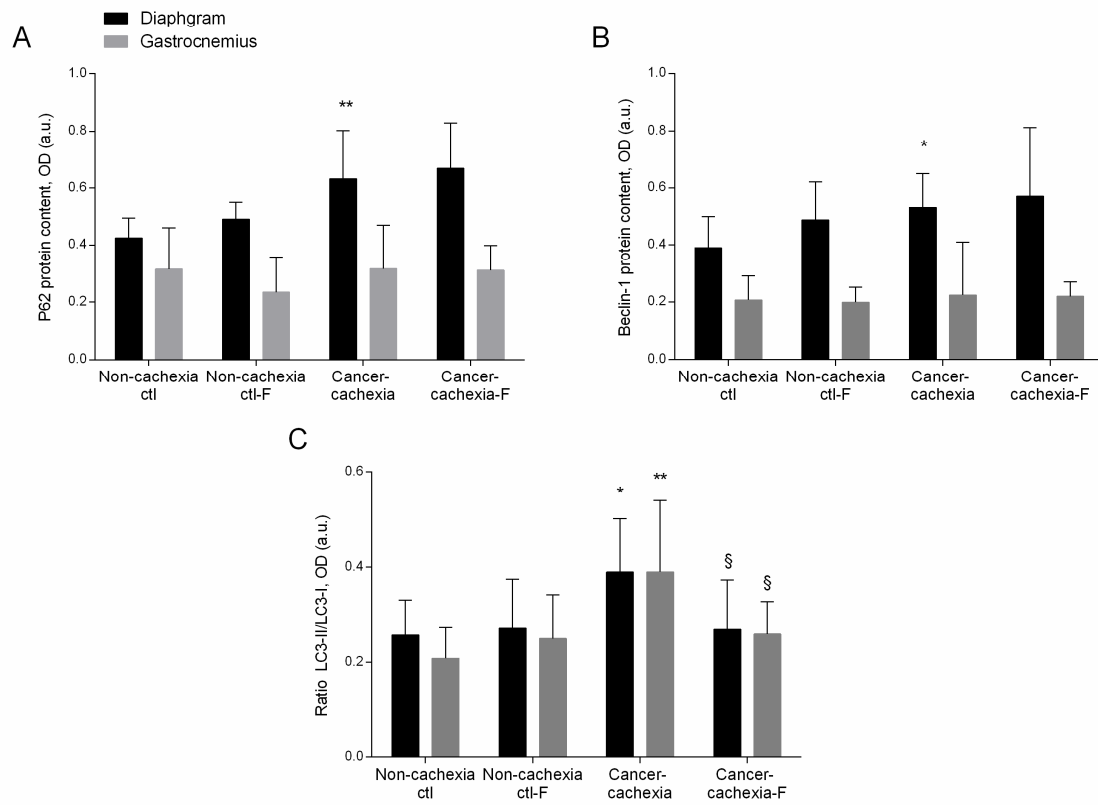 A
Diaphgram
Gastrocnemius
P62 protein content, OD (a.u.)
1.0
0.8
0.6
0.4
0.2
0.0
**
Non-cachexia
ctl
Non-cachexia
ctl-F
Cancer-
cachexia
Cancer-
cachexia-F
B
Beclin-1 protein content, OD (a.u.)
1.0
0.8
0.6
0.4
0.2
0.0
*
Non-cachexia
ctl
Non-cachexia
ctl-F
Cancer-
cachexia
Cancer-
cachexia-F
C
Ratio LC3-II/LC3-I, OD (a.u.)
0.6
0.4
0.2
0.0
* **
§ §
Non-cachexia
ctl
Non-cachexia
ctl-F
Cancer-
cachexia
Cancer-
cachexia-F